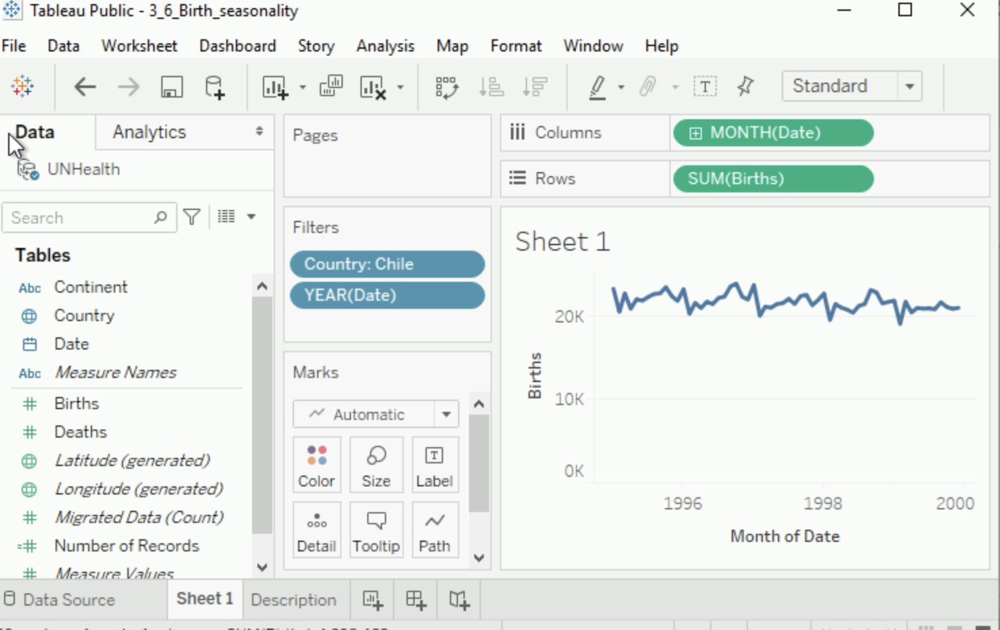 Tableau Public - 3_6_Birth_seasonality
File Data Worksheet Dashboard Story Analysis Map Format Window Help
T Standard
Data Analytics
UNHealth
Search
Tables
Abc Continent
Country
Date
Abc Measure Names
Births
Deaths
Latitude (generated)
Longitude (generated)
Migrated Data (Count)
Number of Records
Measure Values
Pages
Filters
Country: Chile
YEAR(Date)
Marks
Automatic
Color Size Label
Detail Tooltip Path
Columns MONTH(Date)
Rows SUM(Births)
Sheet 1
20K
10K
0K
Births
1996 1998 2000
Month of Date
Data Source Sheet 1 Description